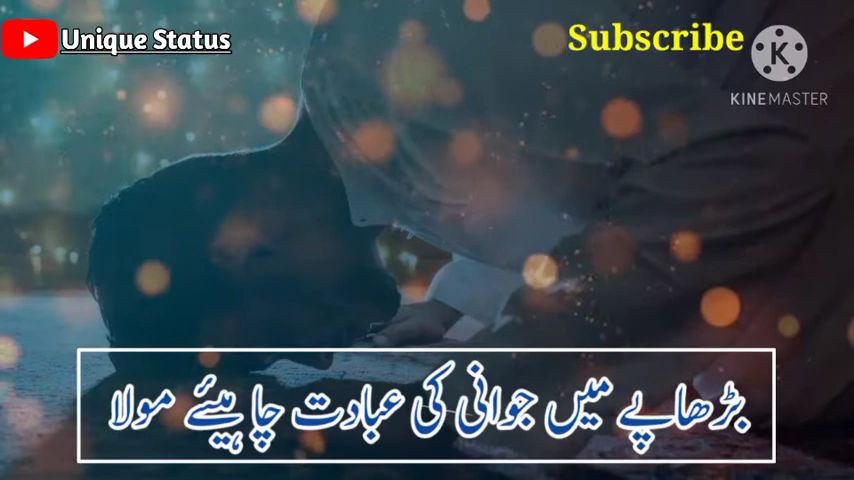 Unique Status
Subscribe
KINEMASTER
بڑھاپے میں جوانی کی عبادت چاہیئے مولا